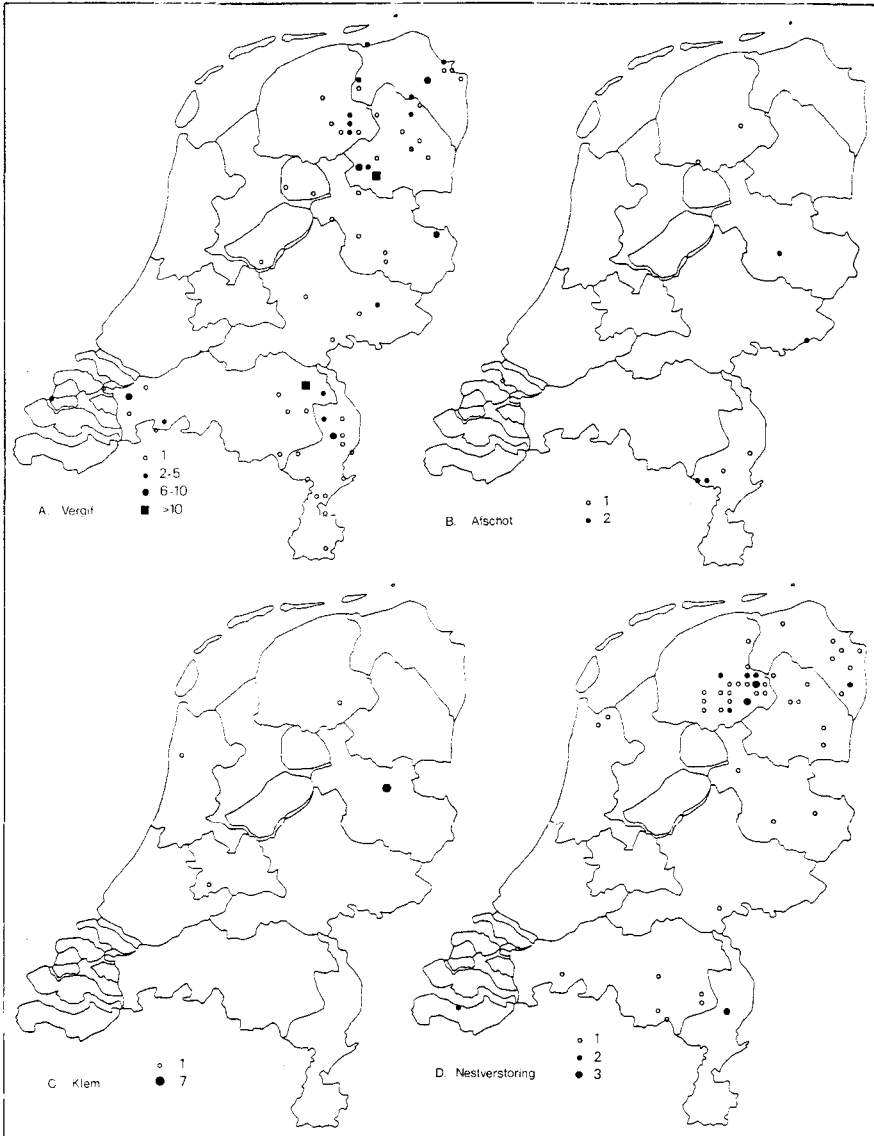 1
2-5
6-10
>10
A. Vergif
1
2
B. Afschot
1
7
C. Klem
1
2
3
D. Nestverstoring